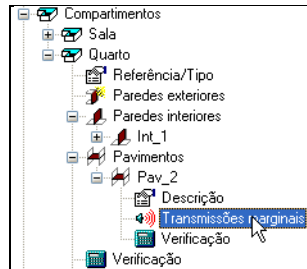 Compartimentos
Sala
Quarto
Referência/Tipo
Paredes exteriores
Paredes interiores
Int_1
Pavimentos
Pav_2
Descrição
Transmissões marginais
Verificação
Verificação